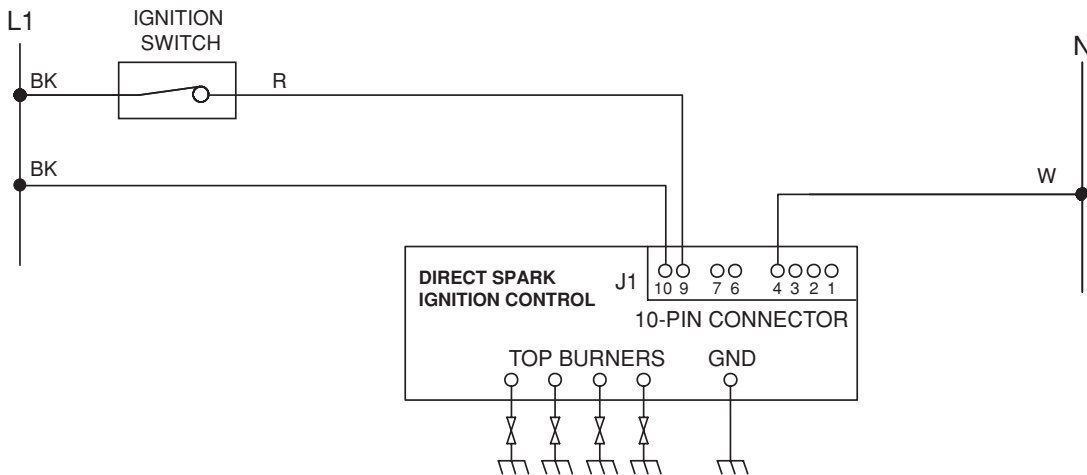 L1
IGNITION
SWITCH
N
BK
R
BK
W
DIRECT SPARK
IGNITION CONTROL
J1
10 9 7 6 4 3 2 1
10-PIN CONNECTOR
TOP BURNERS GND